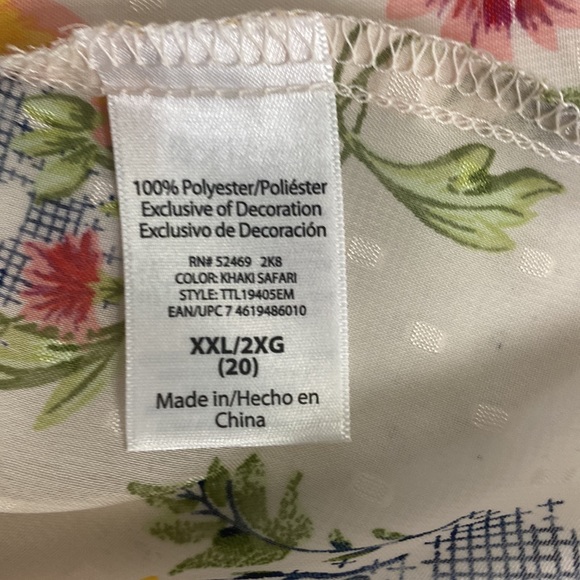 100% Polyester/Poliéster
Exclusive of Decoration
Exclusivo de Decoración
RN# 52469 2K8
COLOR: KHAKI SAFARI
STYLE: TTL19405EM
EAN/UPC 7 4619486010
XXL/2XG
(20)
Made in/Hecho en
China